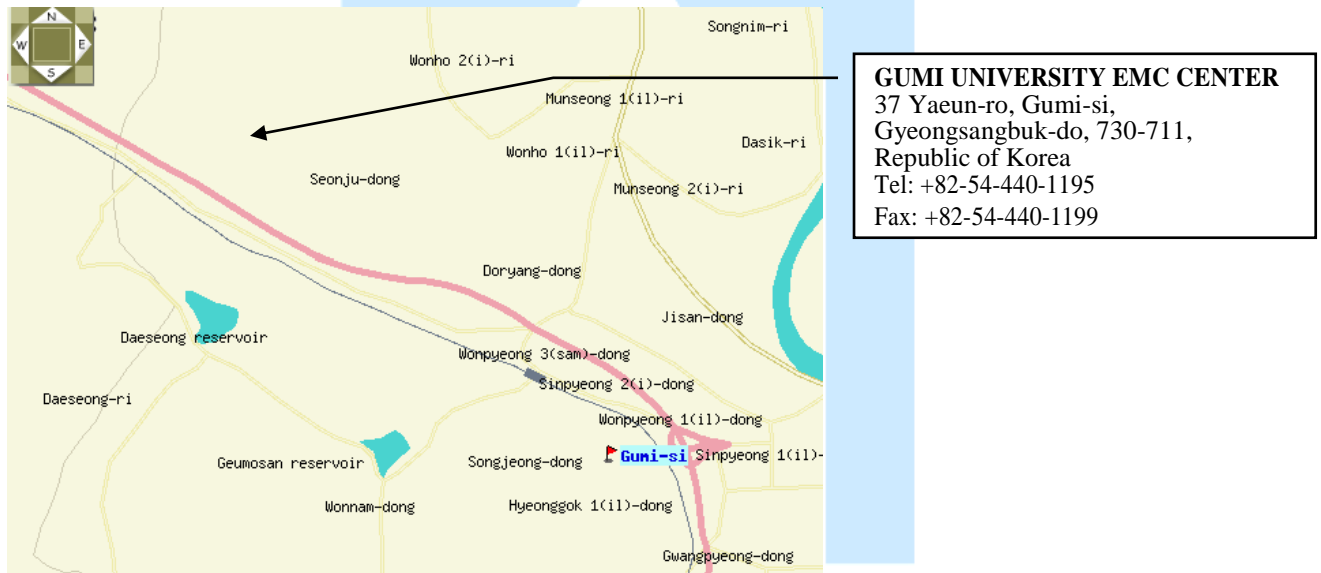 N
W E
S
Songnim-ri
Wonho 2(i)-ri
Munseong 1(il)-ri
Dasik-ri
Wonho 1(il)-ri
Seonju-dong
Munseong 2(i)-ri
Doryang-dong
Jisan-dong
Daeseong reservoir
Wonpyeong 3(sam)-dong
Sinpyeong 2(i)-dong
Daeseong-ri
Wonpyeong 1(il)-dong
Gumi-si
Sinpyeong 1(il)-
Geumosan reservoir
Songjeong-dong
Wonnam-dong
Hyeonggok 1(il)-dong
Gwangpyeong-dong
GUMI UNIVERSITY EMC CENTER
37 Yaeun-ro, Gumi-si,
Gyeongsangbuk-do, 730-711,
Republic of Korea
Tel: +82-54-440-1195
Fax: +82-54-440-1199